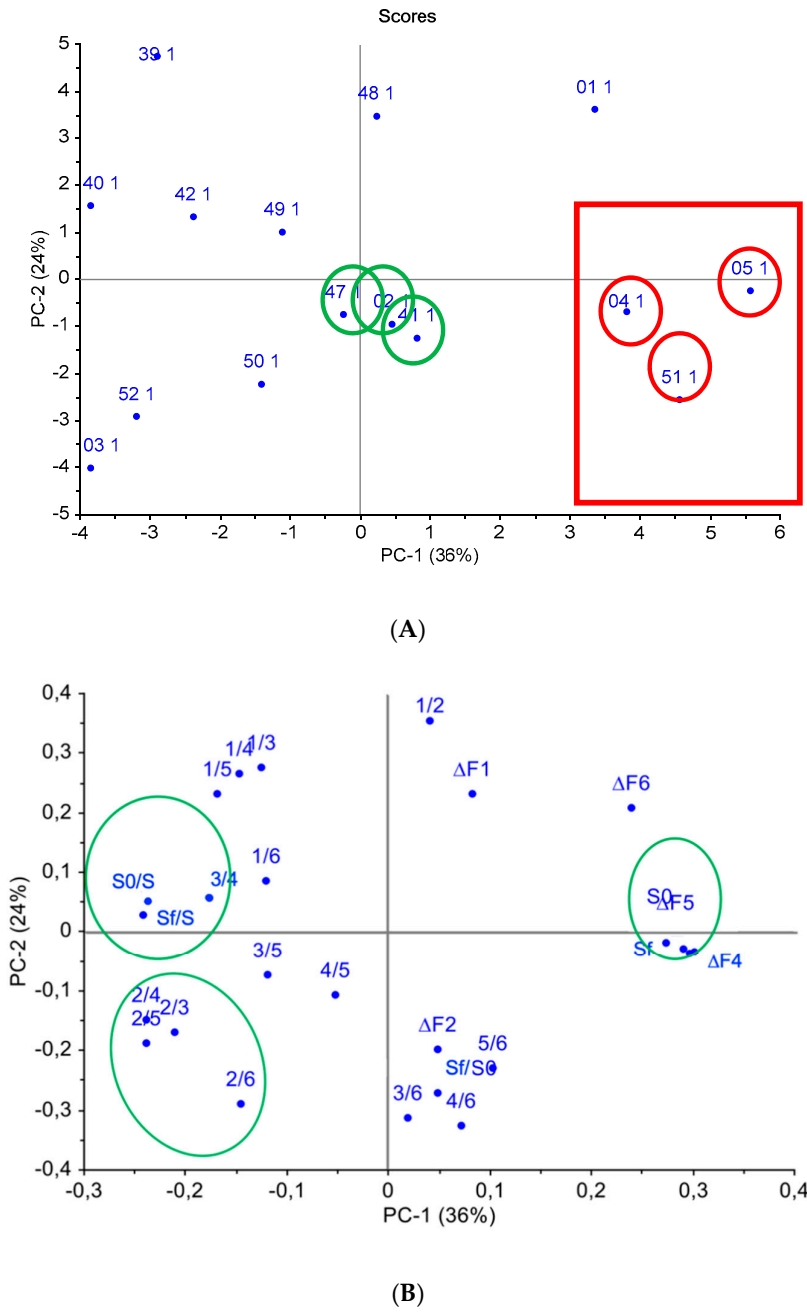 Scores
5
39 1
4
48 1
01 1
3
2
40 1
42 1
49 1
1
0
05 1
47 1
02 1
04 1
41 1
-1
50 1
51 1
-2
52 1
-3
03 1
-4
-5
-4 -3 -2 -1 0 1 2 3 4 5 6
PC-1 (36%)
PC-2 (24%)
(A)
0,4
1/2
0,3
1/4 1/3
1/5
ΔF1
ΔF6
0,2
0,1
1/6
S0/S
3/4
S0
ΔF5
Sf/S
0
Sf
ΔF4
3/5
4/5
-0,1
2/4
2/3
2/5
ΔF2
5/6
-0,2
Sf/S0
2/6
3/6
4/6
-0,3
-0,4
-0,3 -0,2 -0,1 0 0,1 0,2 0,3 0,4
PC-1 (36%)
PC-2 (24%)
(B)